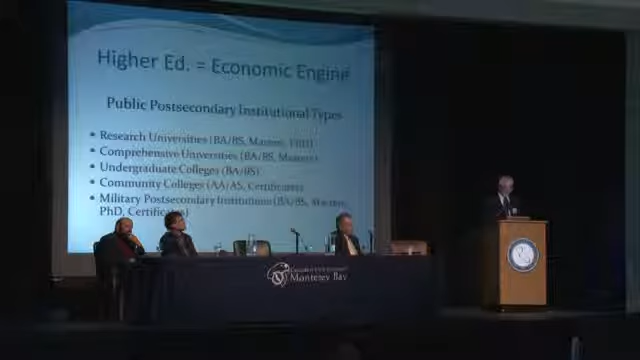 Higher Ed. = Economic Engine
Public Postsecondary Institutional Types
• Research Universities (BA/BS, Masters, PhD)
• Comprehensive Universities (BA/BS, Masters)
• Undergraduate Colleges (BA/BS)
• Community Colleges (AA/AS, Certificates)
• Military Postsecondary Institutions (BA/BS, Masters,
PhD, Certificates)
Monterey Bay